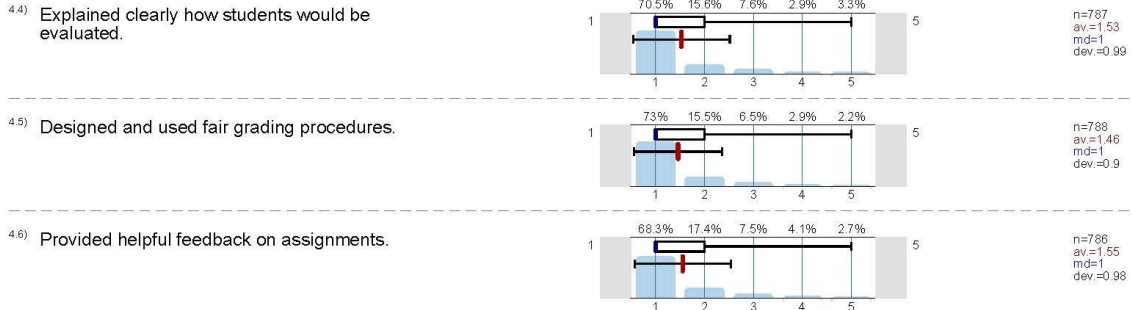 4.4) Explained clearly how students would be
evaluated.
70.5% 15.6% 7.6% 2.9% 3.3%
1 5
1 2 3 4 5
n=787
av.=1.53
md=1
dev.=0.99
4.5) Designed and used fair grading procedures.
73% 15.5% 6.5% 2.9% 2.2%
1 5
1 2 3 4 5
n=788
av.=1.46
md=1
dev.=0.9
4.6) Provided helpful feedback on assignments.
68.3% 17.4% 7.5% 4.1% 2.7%
1 5
1 2 3 4 5
n=786
av.=1.55
md=1
dev.=0.98